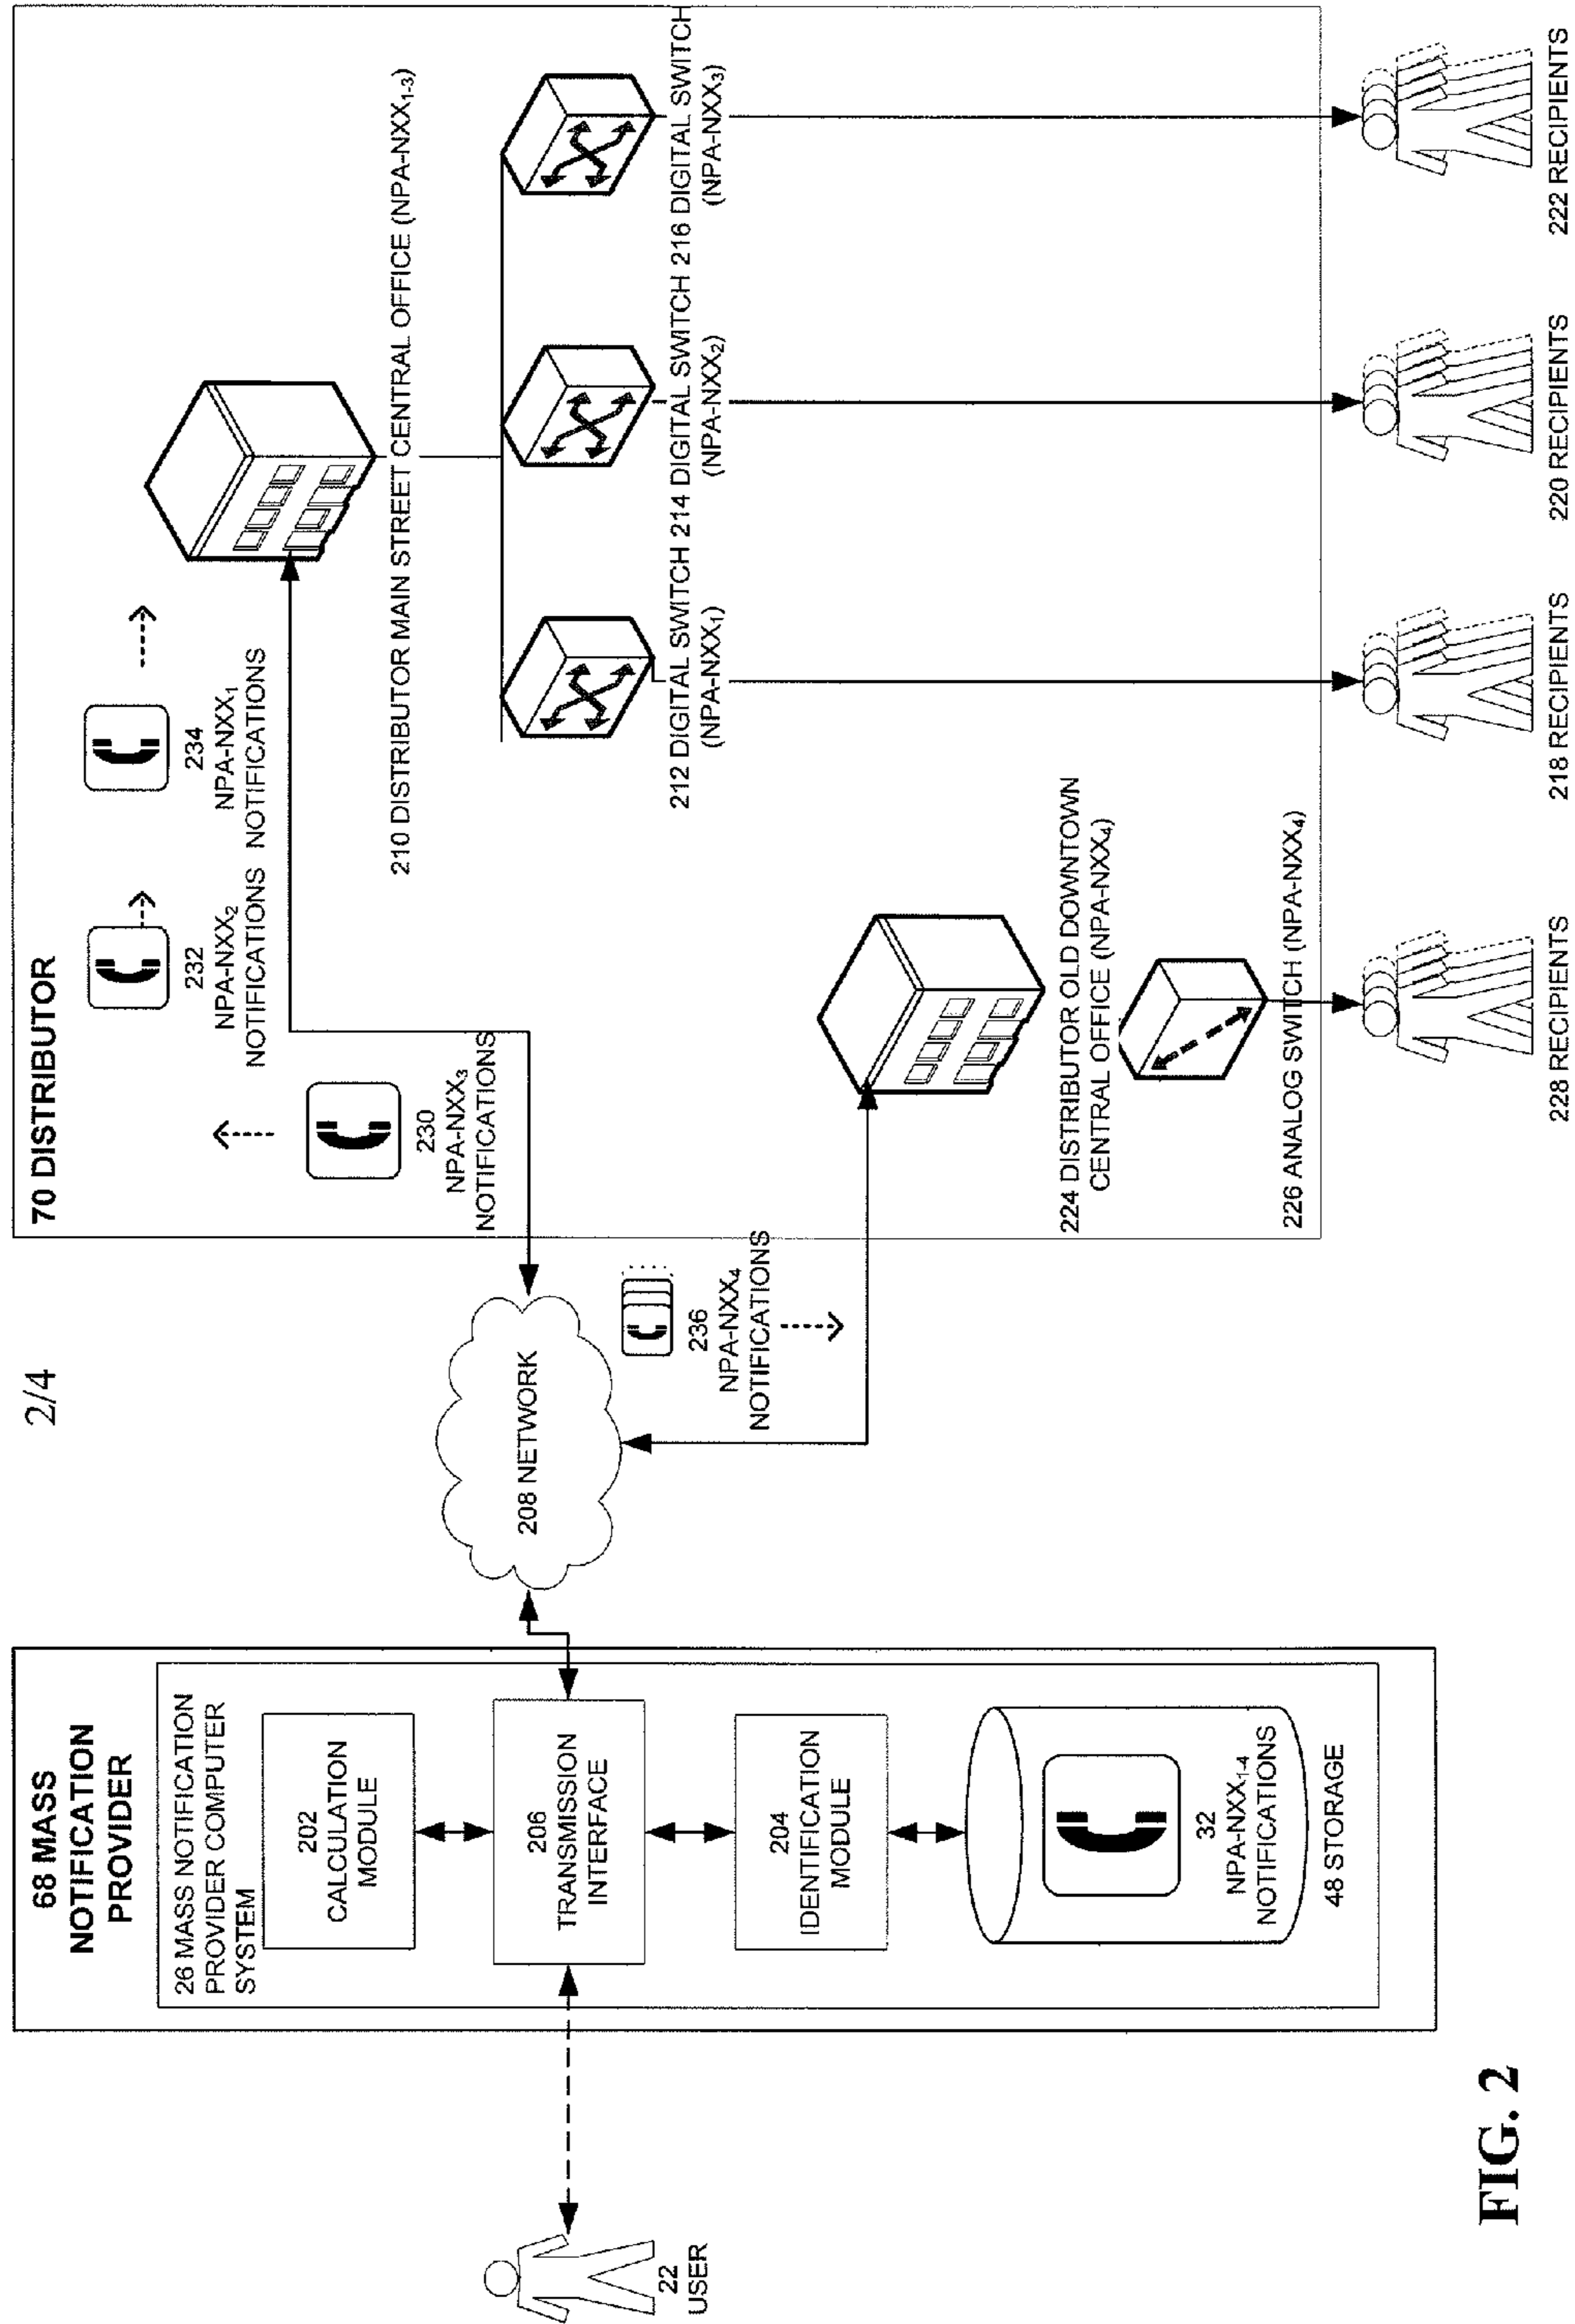 2/4
68 MASS
NOTIFICATION
PROVIDER
26 MASS NOTIFICATION
PROVIDER COMPUTER
SYSTEM
202
CALCULATION
MODULE
206
TRANSMISSION
INTERFACE
204
IDENTIFICATION
MODULE
32
NPA-NXX1-4
NOTIFICATIONS
48 STORAGE
22
USER
208 NETWORK
70 DISTRIBUTOR
230
NPA-NXX3
NOTIFICATIONS
232
NPA-NXX2
NOTIFICATIONS
234
NPA-NXX1
NOTIFICATIONS
236
NPA-NXX4
NOTIFICATIONS
210 DISTRIBUTOR MAIN STREET CENTRAL OFFICE (NPA-NXX1-3)
212 DIGITAL SWITCH
(NPA-NXX1)
214 DIGITAL SWITCH
(NPA-NXX2)
216 DIGITAL SWITCH
(NPA-NXX3)
224 DISTRIBUTOR OLD DOWNTOWN
CENTRAL OFFICE (NPA-NXX4)
226 ANALOG SWITCH (NPA-NXX4)
228 RECIPIENTS
218 RECIPIENTS
220 RECIPIENTS
222 RECIPIENTS
FIG. 2